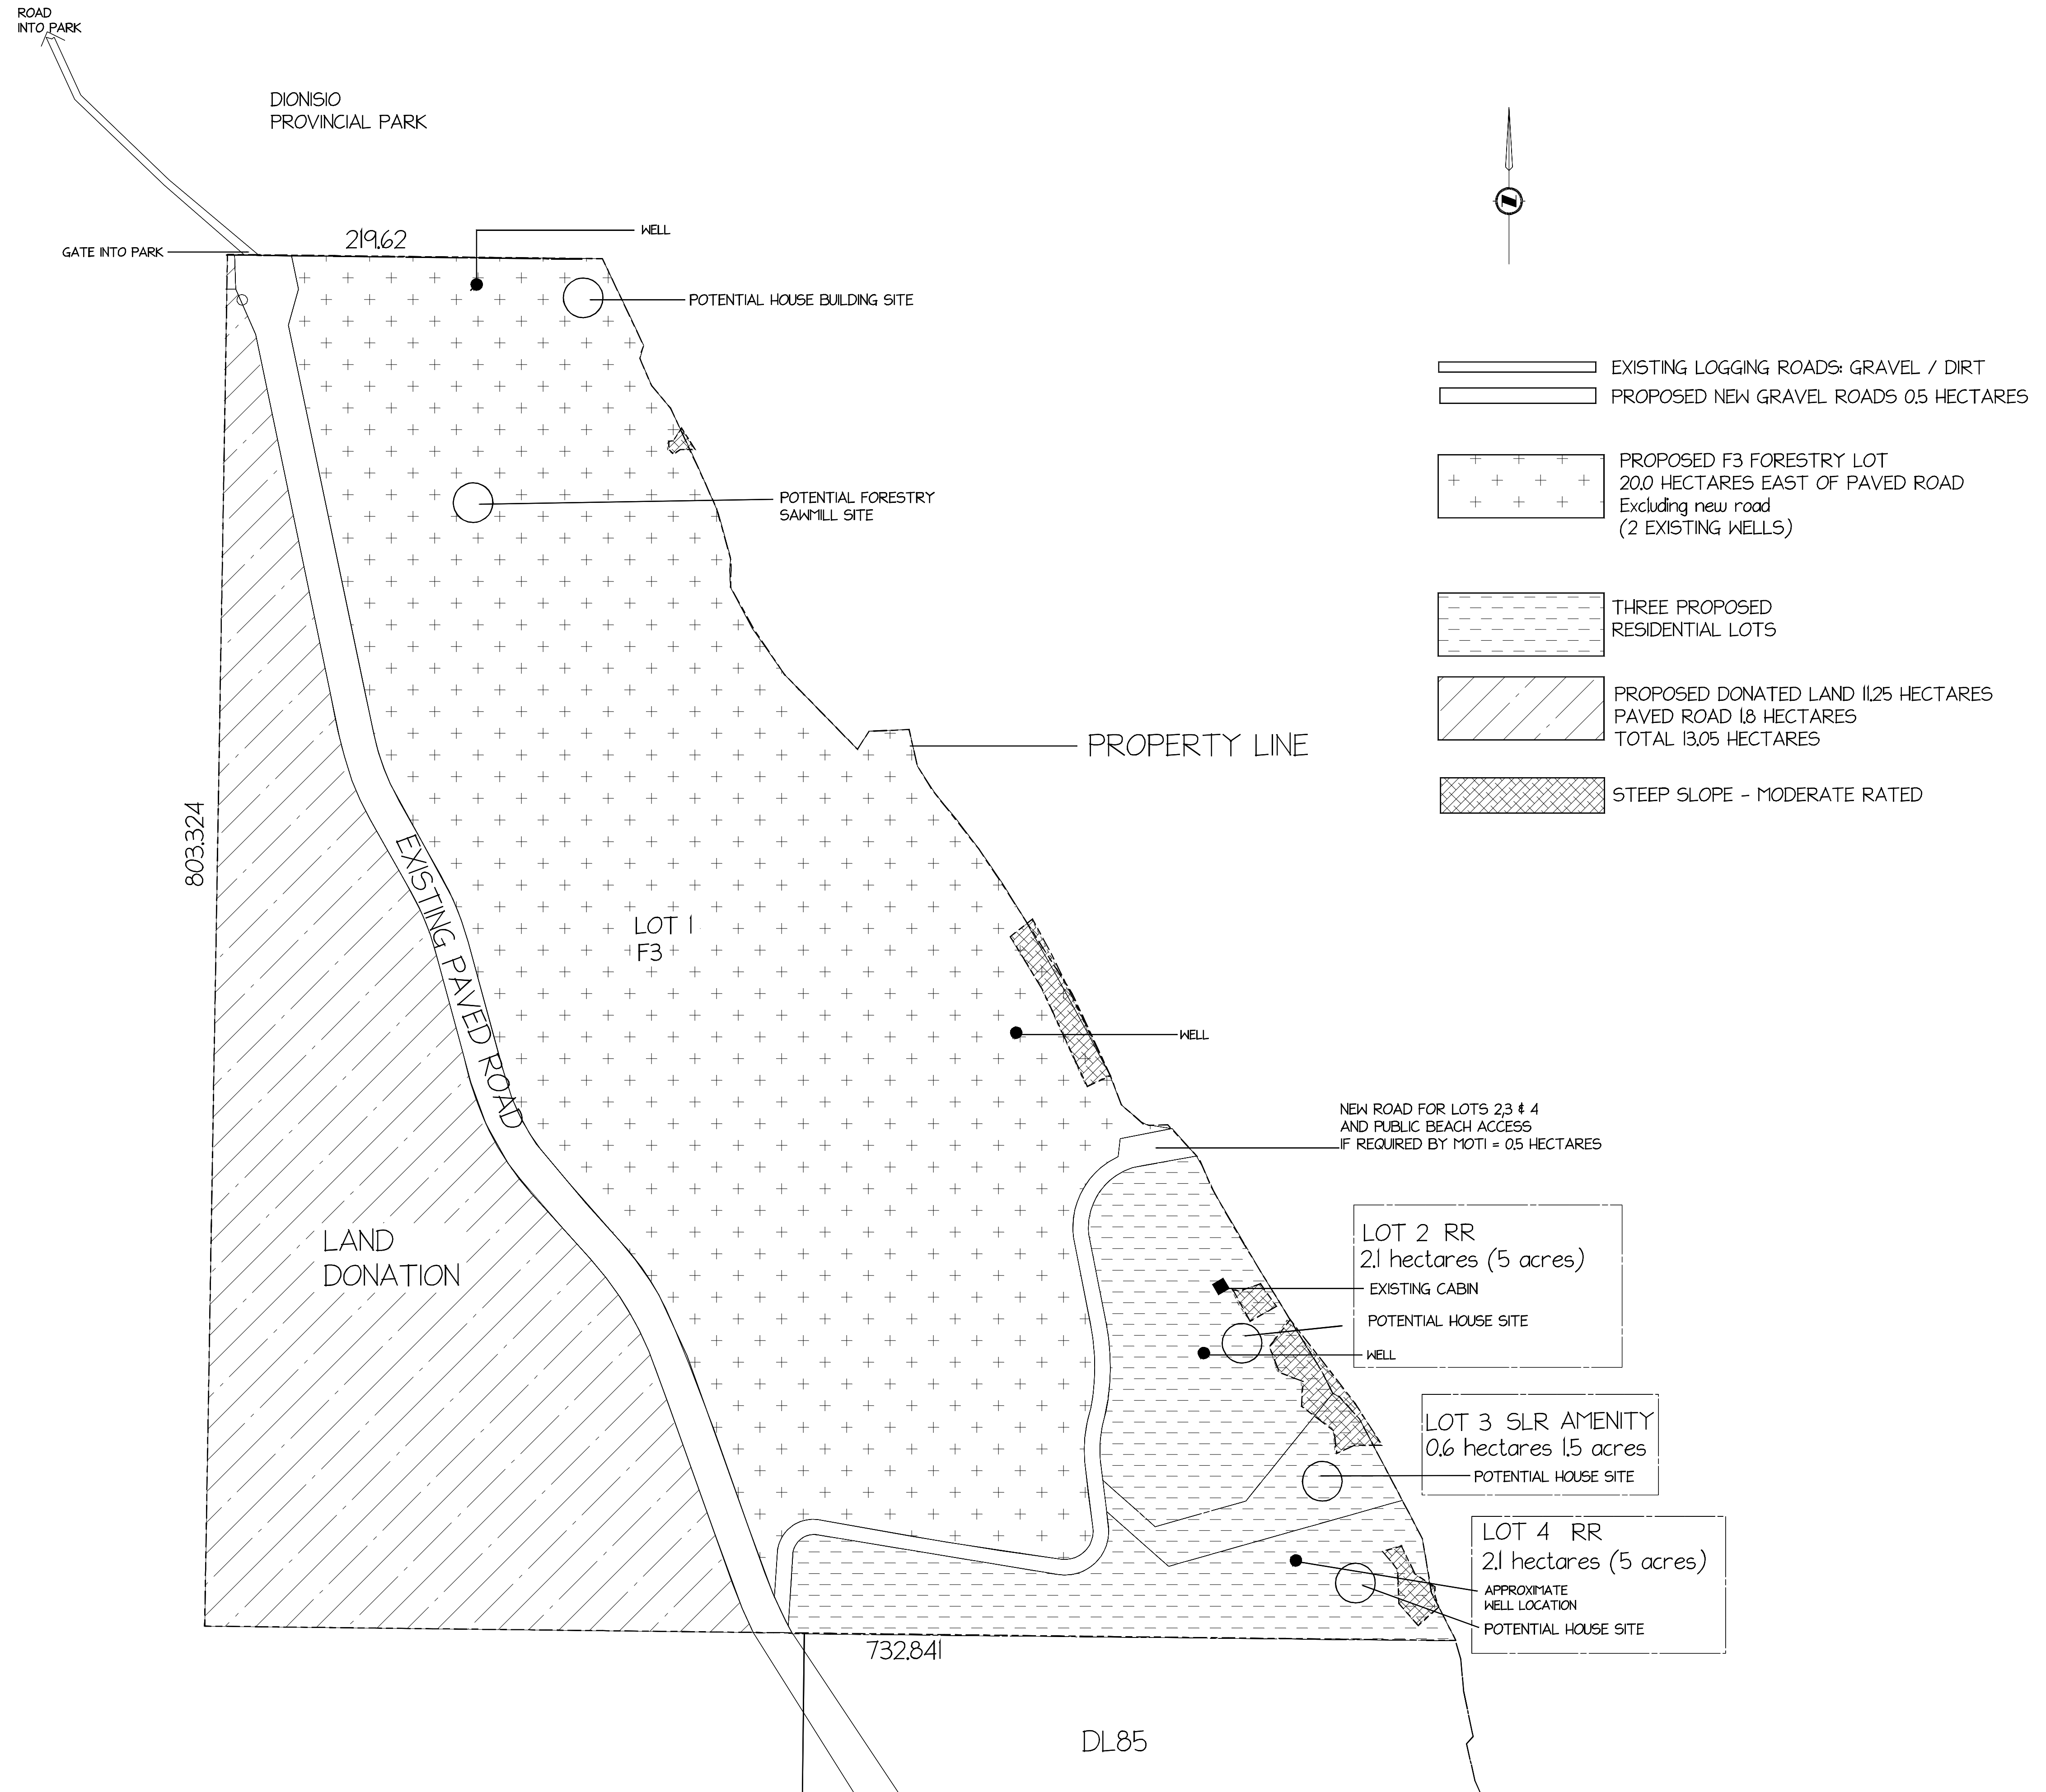 ROAD
INTO PARK
DIONISIO
PROVINCIAL PARK
219.62
WELL
GATE INTO PARK
POTENTIAL HOUSE BUILDING SITE
EXISTING LOGGING ROADS: GRAVEL / DIRT
PROPOSED NEW GRAVEL ROADS 0.5 HECTARES
PROPOSED F3 FORESTRY LOT
20.0 HECTARES EAST OF PAVED ROAD
Excluding new road
(2 EXISTING WELLS)
POTENTIAL FORESTRY
SAWMILL SITE
THREE PROPOSED
RESIDENTIAL LOTS
PROPOSED DONATED LAND 11.25 HECTARES
PAVED ROAD 1.8 HECTARES
TOTAL 13.05 HECTARES
PROPERTY LINE
STEEP SLOPE - MODERATE RATED
803.324
EXISTING PAVED ROAD
LOT 1
F3
WELL
NEW ROAD FOR LOTS 2,3 & 4
AND PUBLIC BEACH ACCESS
IF REQUIRED BY MOTI = 0.5 HECTARES
LAND
DONATION
LOT 2 RR
2.1 hectares (5 acres)
EXISTING CABIN
POTENTIAL HOUSE SITE
WELL
LOT 3 SLR AMENITY
0.6 hectares 1.5 acres
POTENTIAL HOUSE SITE
LOT 4 RR
2.1 hectares (5 acres)
APPROXIMATE
WELL LOCATION
POTENTIAL HOUSE SITE
732.841
DL85